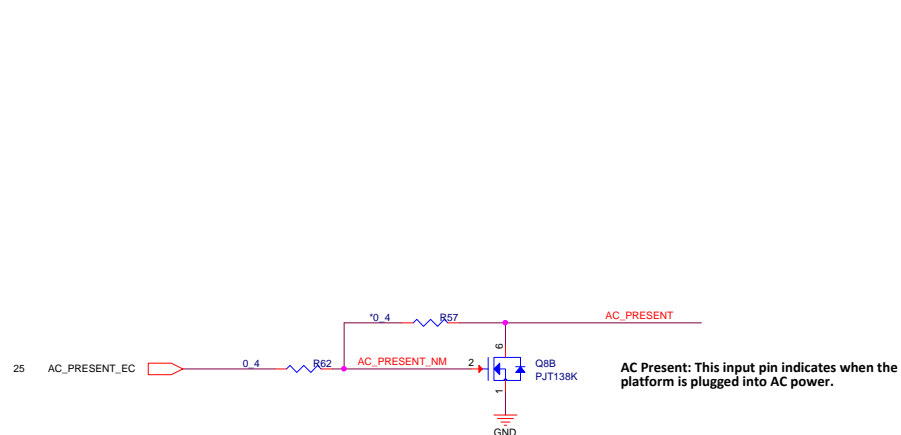 *0_4 R57 AC_PRESENT
6
25 AC_PRESENT_EC 0_4 R62 AC_PRESENT_NM 2 Q8B
PJT138K
AC Present: This input pin indicates when the
platform is plugged into AC power.
1
GND